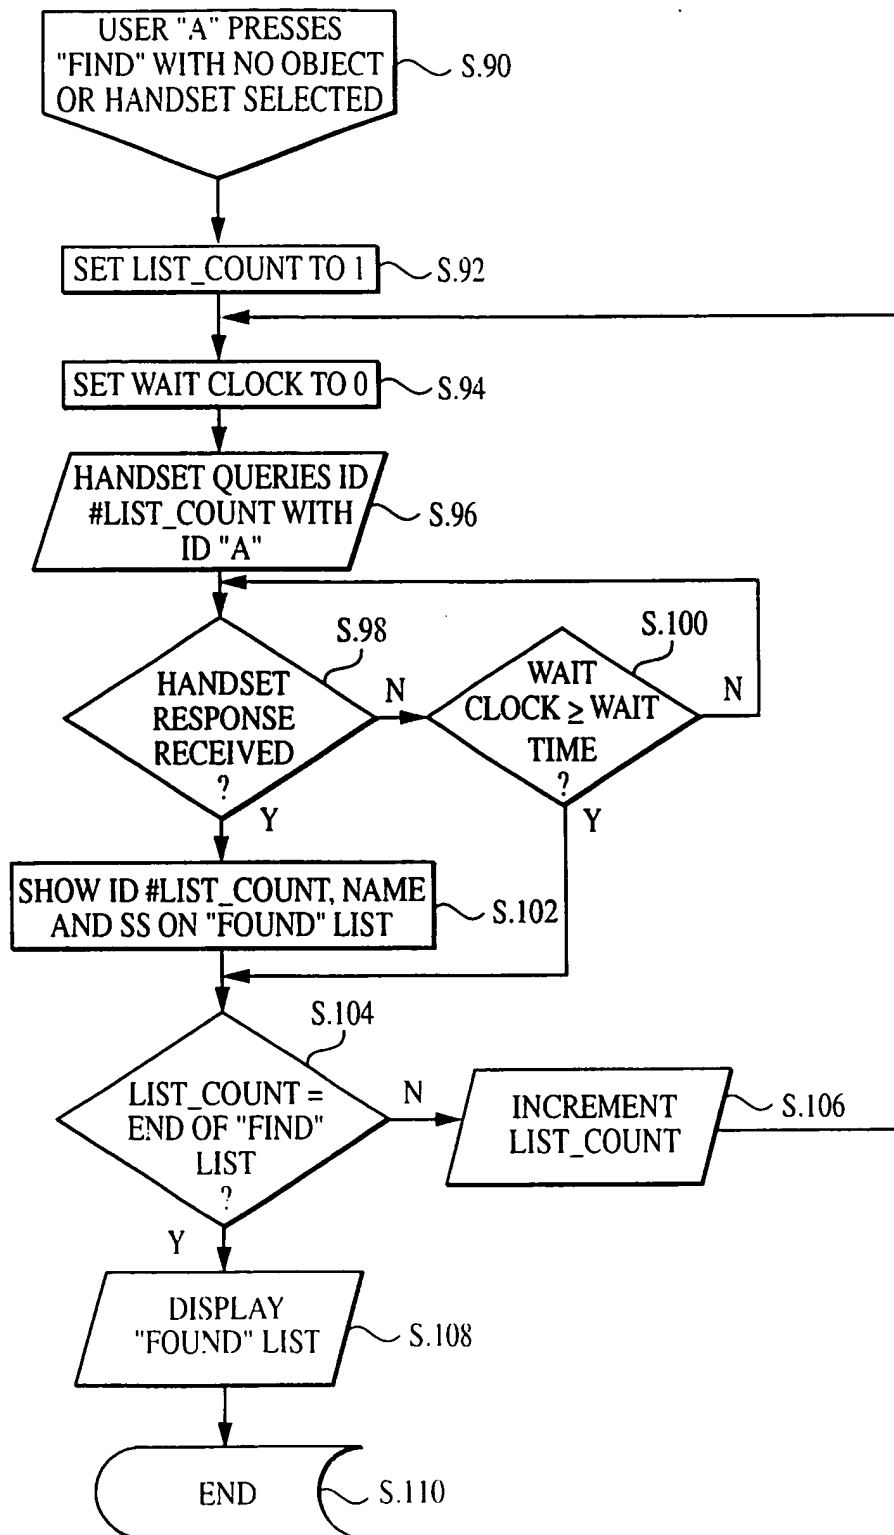 USER "A" PRESSES
"FIND" WITH NO OBJECT
OR HANDSET SELECTED
S.90
SET LIST_COUNT TO 1
S.92
SET WAIT CLOCK TO 0
S.94
HANDSET QUERIES ID
#LIST_COUNT WITH
ID "A"
S.96
S.98
HANDSET
RESPONSE
RECEIVED
?
N
Y
S.100
WAIT
CLOCK ≥ WAIT
TIME
?
N
Y
SHOW ID #LIST_COUNT, NAME
AND SS ON "FOUND" LIST
S.102
S.104
LIST_COUNT =
END OF "FIND"
LIST
?
N
Y
INCREMENT
LIST_COUNT
S.106
DISPLAY
"FOUND" LIST
S.108
END
S.110